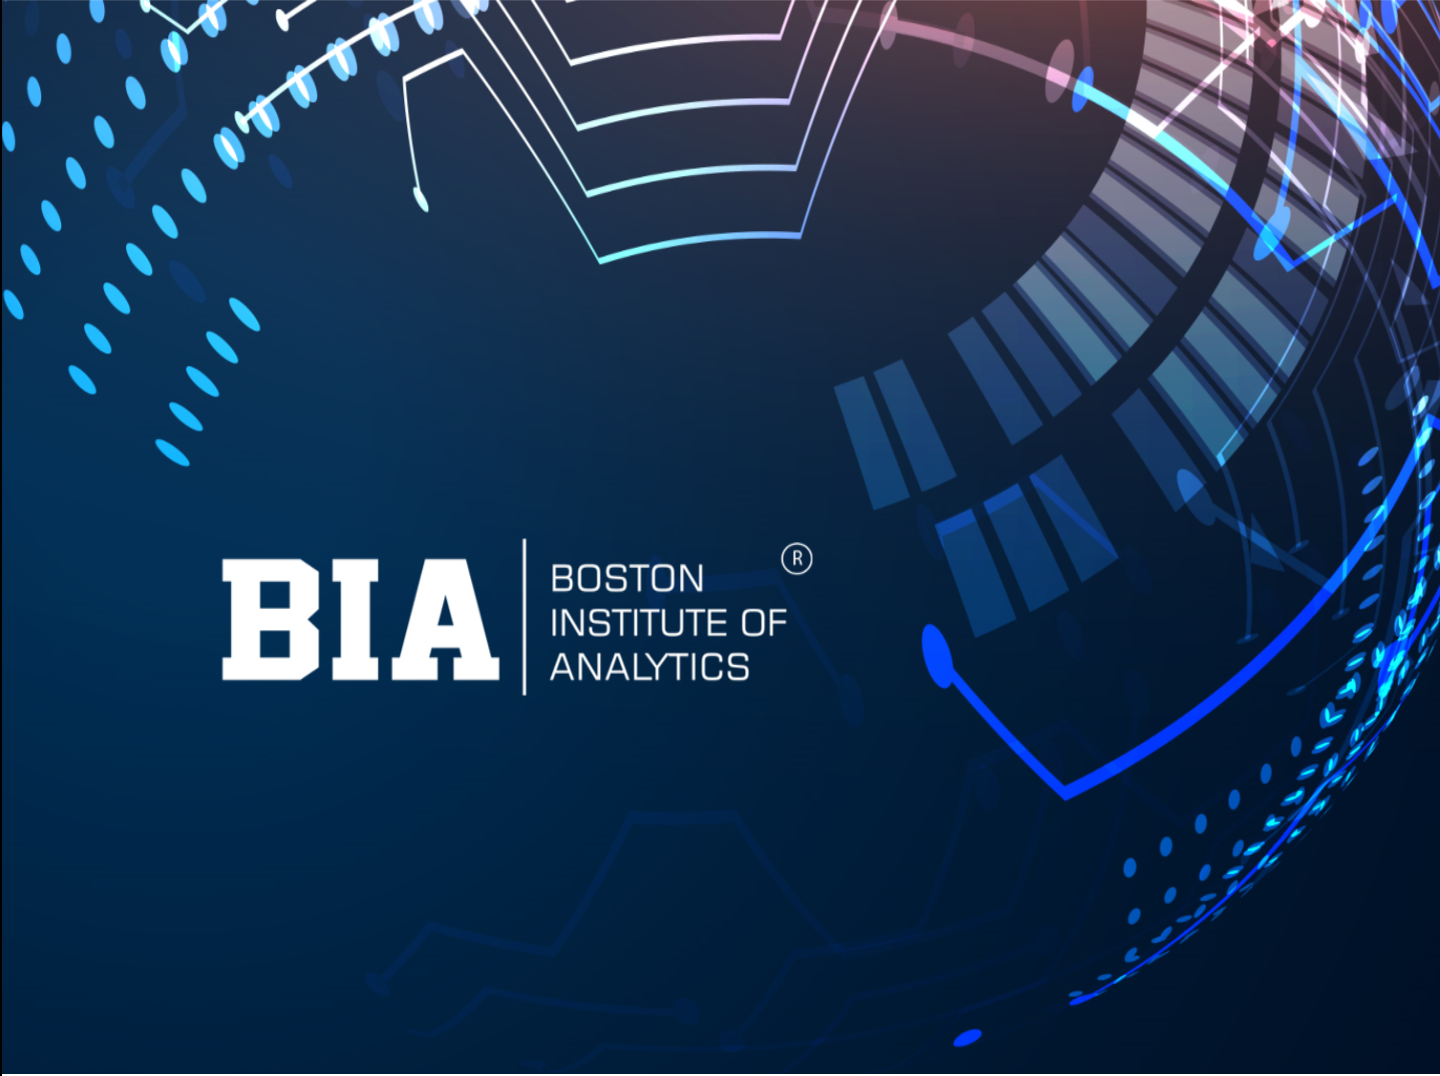 BIA
BOSTON
INSTITUTE OF
ANALYTICS
®